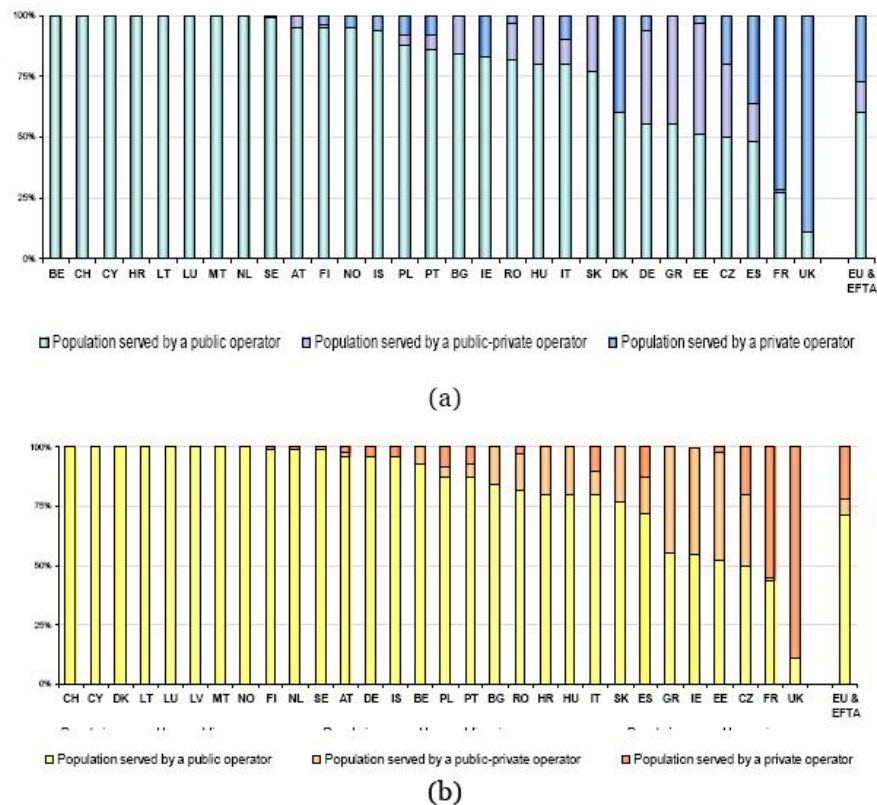 100%
75%
50%
25%
0%
BE CH CY HR LT LU MT NL SE AT FI NO IS PL PT BG IE RO HU IT SK DK DE GR EE CZ ES FR UK EU &
EFTA
Population served by a public operator Population served by a public-private operator Population served by a private operator
(a)
100%
75%
50%
25%
0%
CH CY DK LT LU LV MT NO FI NL SE AT DE IS BE PL PT BG RO HR HU IT SK ES GR IE EE CZ FR UK EU &
EFTA
Population served by a public operator Population served by a public-private operator Population served by a private operator
(b)